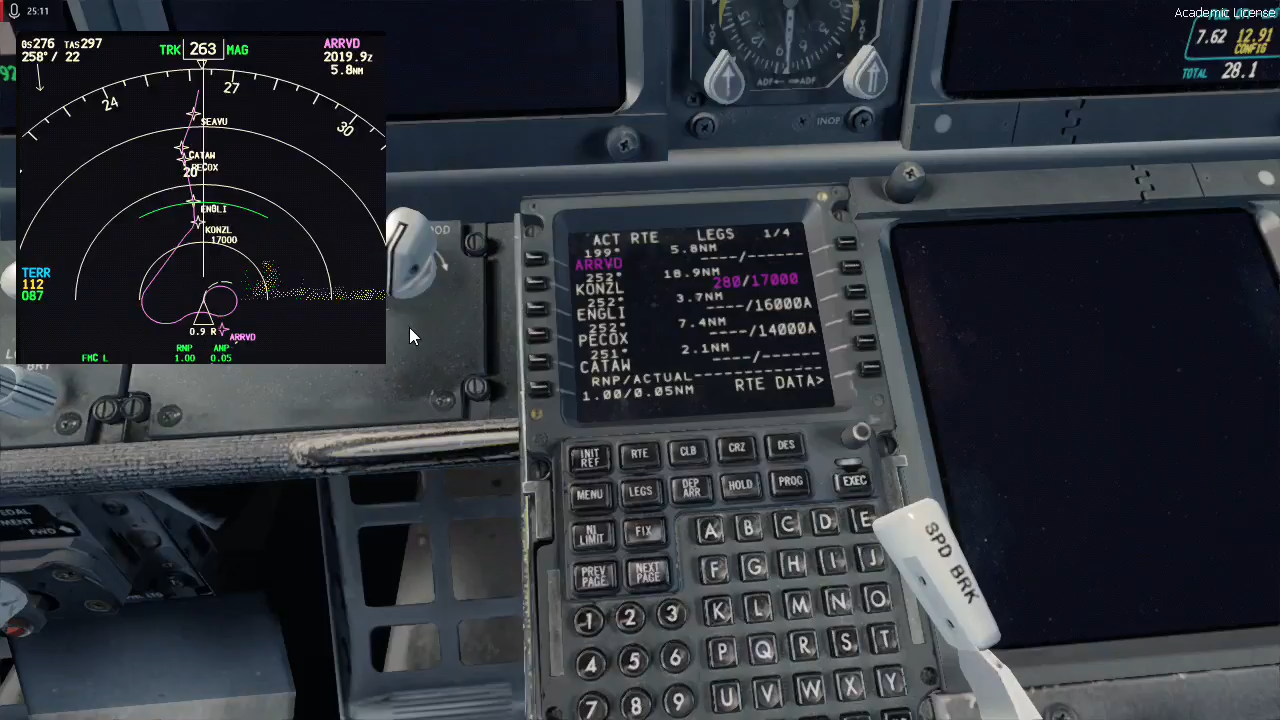 25:11
Academic License
GS276 TAS297
258°/ 22
TRK 263 MAG
ARRVD
2019.9z
5.8NM
24
27
30
SEAVU
CATAW
PECOX
20
ENGLI
KONZL
17000
TERR
112
087
0.9 R
ARRVD
FMC L
RNP
1.00
ANP
0.05
15
12
ADF
ADF
INOP
7.62 12.91
CONFIG
TOTAL 28.1
ACT RTE LEGS 1/4
199° 5.8NM
ARRVD ----/------
252° 18.9NM
KONZL 280/17000
252° 3.7NM
ENGLI ----/16000A
252° 7.4NM
PECOX ----/14000A
251° 2.1NM
CATAW ----/------
RNP/ACTUAL--------------
1.00/0.05NM RTE DATA>
INIT REF
RTE
CLB
CRZ
DES
MENU
LEGS
DEP ARR
HOLD
PROG
EXEC
N1 LIMIT
FIX
PREV PAGE
NEXT PAGE
A B C D E
F G H I J
K L M N O
P Q R S T
U V W X Y
1 2 3
4 5 6
7 8 9
SPD BRK
BRT
FWD